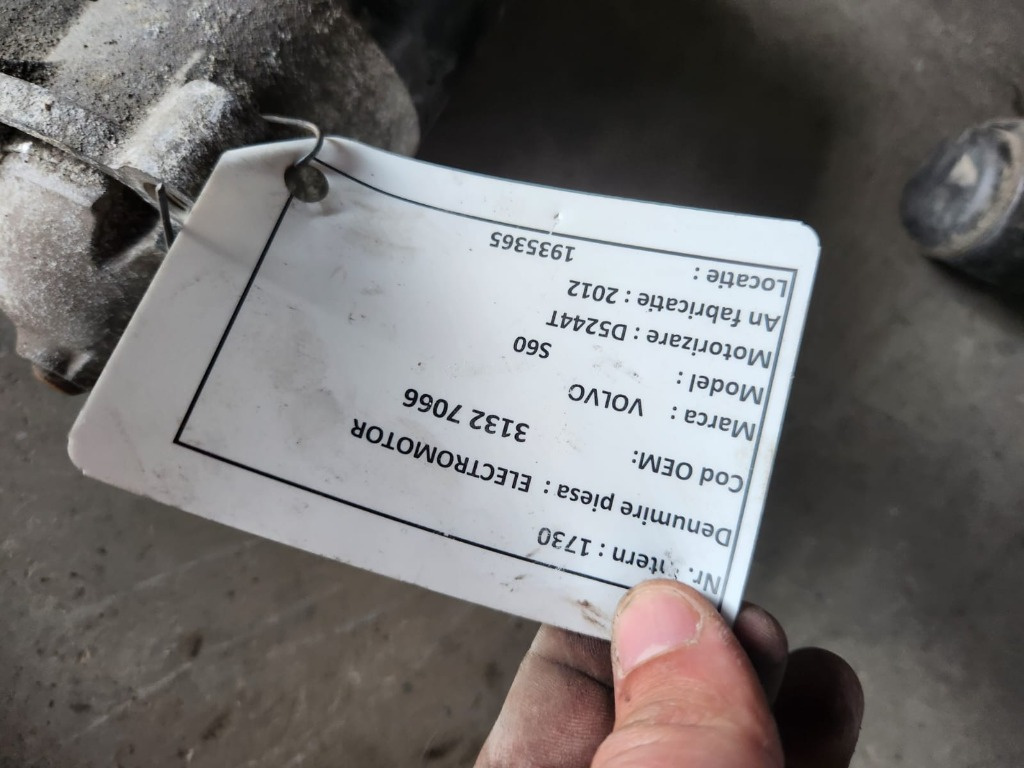 Nr. intern : 1730
Denumire piesa : ELECTROMOTOR
Cod OEM: 3132 7066
Marca : VOLVO
Model : S60
Motorizare : D5244T
An fabricatie : 2012
Locatie : 1935365